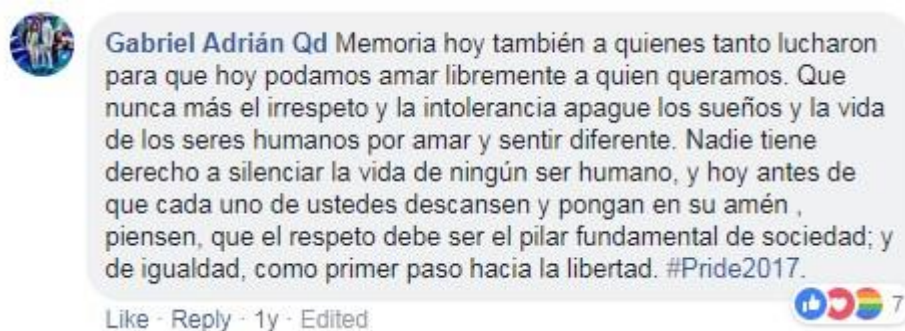 Gabriel Adrián Qd Memoria hoy también a quienes tanto lucharon
para que hoy podamos amar libremente a quien queramos. Que
nunca más el irrespeto y la intolerancia apague los sueños y la vida
de los seres humanos por amar y sentir diferente. Nadie tiene
derecho a silenciar la vida de ningún ser humano, y hoy antes de
que cada uno de ustedes descansen y pongan en su amén ,
piensen, que el respeto debe ser el pilar fundamental de sociedad; y
de igualdad, como primer paso hacia la libertad. #Pride2017.
7
Like · Reply · 1y · Edited